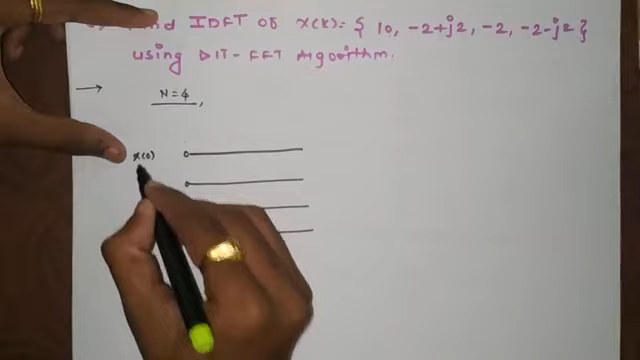 find IDFT of X(K)= { 10, -2+j2, -2, -2-j2 }
using DIT-FFT Algorithm.
→ N=4,
X(0)